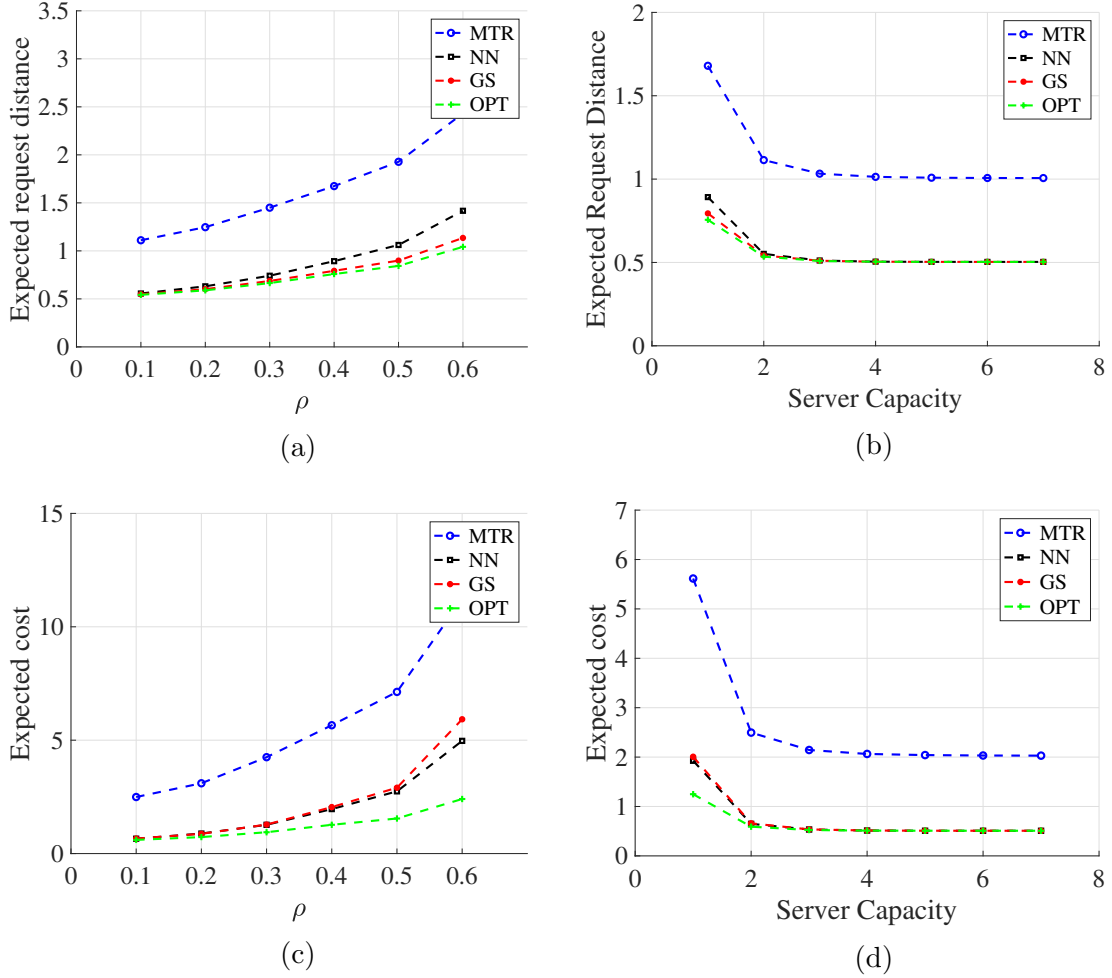 3.5
3
2.5
2
1.5
1
0.5
0
Expected request distance
0
0.1
0.2
0.3
0.4
0.5
0.6
ρ
MTR
NN
GS
OPT
(a)
2
1.5
1
0.5
0
Expected Request Distance
0
2
4
6
8
Server Capacity
MTR
NN
GS
OPT
(b)
15
10
5
0
Expected cost
0
0.1
0.2
0.3
0.4
0.5
0.6
ρ
MTR
NN
GS
OPT
(c)
7
6
5
4
3
2
1
0
Expected cost
0
2
4
6
8
Server Capacity
MTR
NN
GS
OPT
(d)